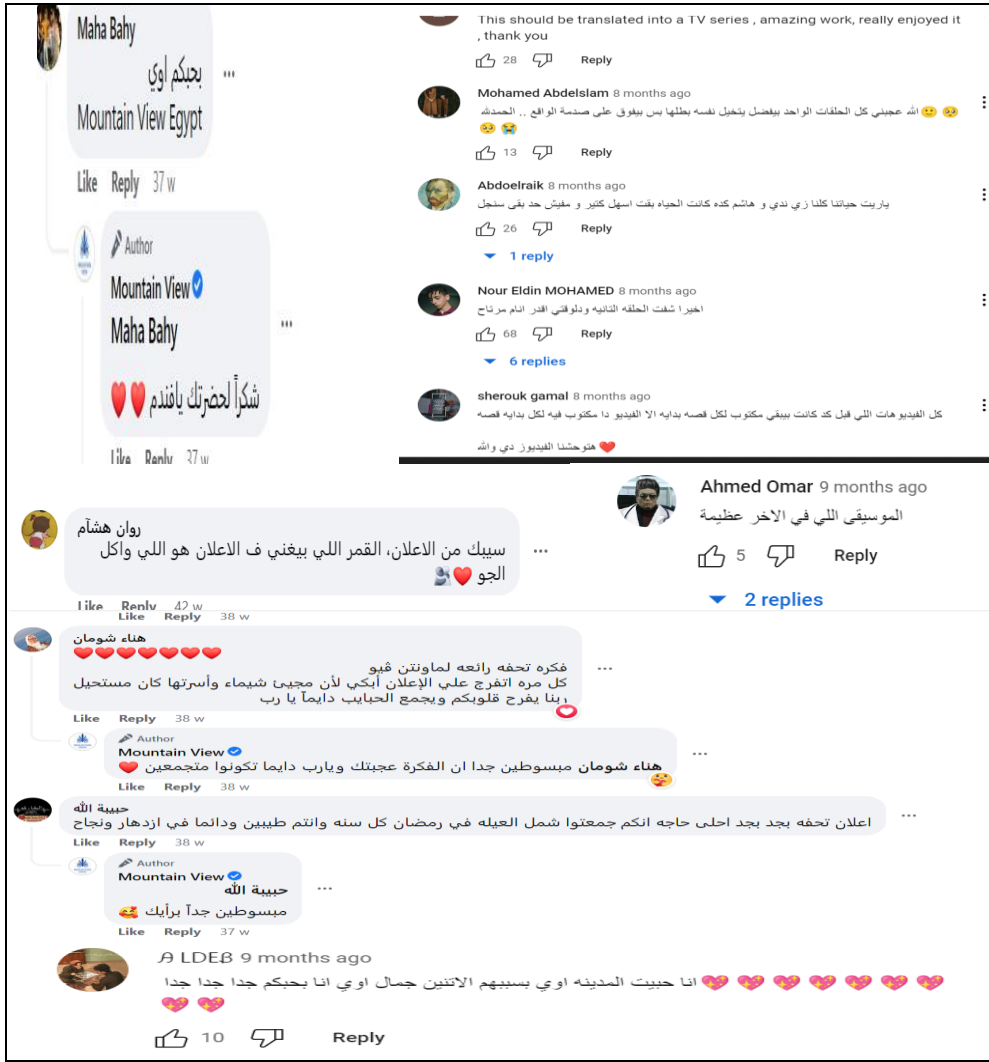 Maha Bahy
بحبكم اوي
Mountain View Egypt
Like Reply 37 w
Author
Mountain View
Maha Bahy
شكراً لحضرتك يافندم ❤️❤️
Like Reply 37 w
This should be translated into a TV series , amazing work, really enjoyed it
, thank you
28 Reply
Mohamed Abdelslam 8 months ago
الله عجبني كل الحلقات الواحد بيفضل يتخيل نفسه بطلها بس بيفوق على صدمة الواقع .. الحمدلله 🙂 🥺
🥺 😭
13 Reply
Abdoelraik 8 months ago
ياريت حياتنا كلنا زي ندي و هاشم كده كانت الحياه بقت اسهل كتير و مفيش حد بقى سنجل
26 Reply
1 reply
Nour Eldin MOHAMED 8 months ago
اخيرا شفت الحلقه التانيه ودلوقتي اقدر انام مرتاح
68 Reply
6 replies
sherouk gamal 8 months ago
كل الفيديوهات اللي قبل كد كانت بيبقي مكتوب لكل قصه بدايه الا الفيديو دا مكتوب فيه لكل بدايه قصه
هتوحشنا الفيديوز دي والله ❤️
Ahmed Omar 9 months ago
الموسيقى اللي في الاخر عظيمة
5 Reply
2 replies
روان هشآم
سيبك من الاعلان، القمر اللي بيغني ف الاعلان هو اللي واكل
الجو ❤️🫂
Like Reply 42 w
Like Reply 38 w
هناء شومان
❤️❤️❤️❤️❤️❤️❤️
فكره تحفه رائعه لماونتن ڤيو
كل مره اتفرج علي الإعلان أبكي لأن مجيئ شيماء وأسرتها كان مستحيل
ربنا يفرح قلوبكم ويجمع الحبايب دايماً يا رب
Like Reply 38 w
Author
Mountain View
هناء شومان مبسوطين جدا ان الفكرة عجبتك ويارب دايما تكونوا متجمعين ❤️
Like Reply 38 w
حبيبة الله
اعلان تحفه بجد بجد احلى حاجه انكم جمعتوا شمل العيله في رمضان كل سنه وانتم طيبين ودائما في ازدهار ونجاح
Like Reply 38 w
Author
Mountain View
حبيبة الله
مبسوطين جداً برأيك 🥰
Like Reply 37 w
Ꭿ LDEᏰ 9 months ago
انا حبيت المدينه اوي بسببهم الاتنين جمال اوي انا بحبكم جدا جدا جدا 💖 💖 💖 💖 💖 💖 💖
💖 💖
10 Reply